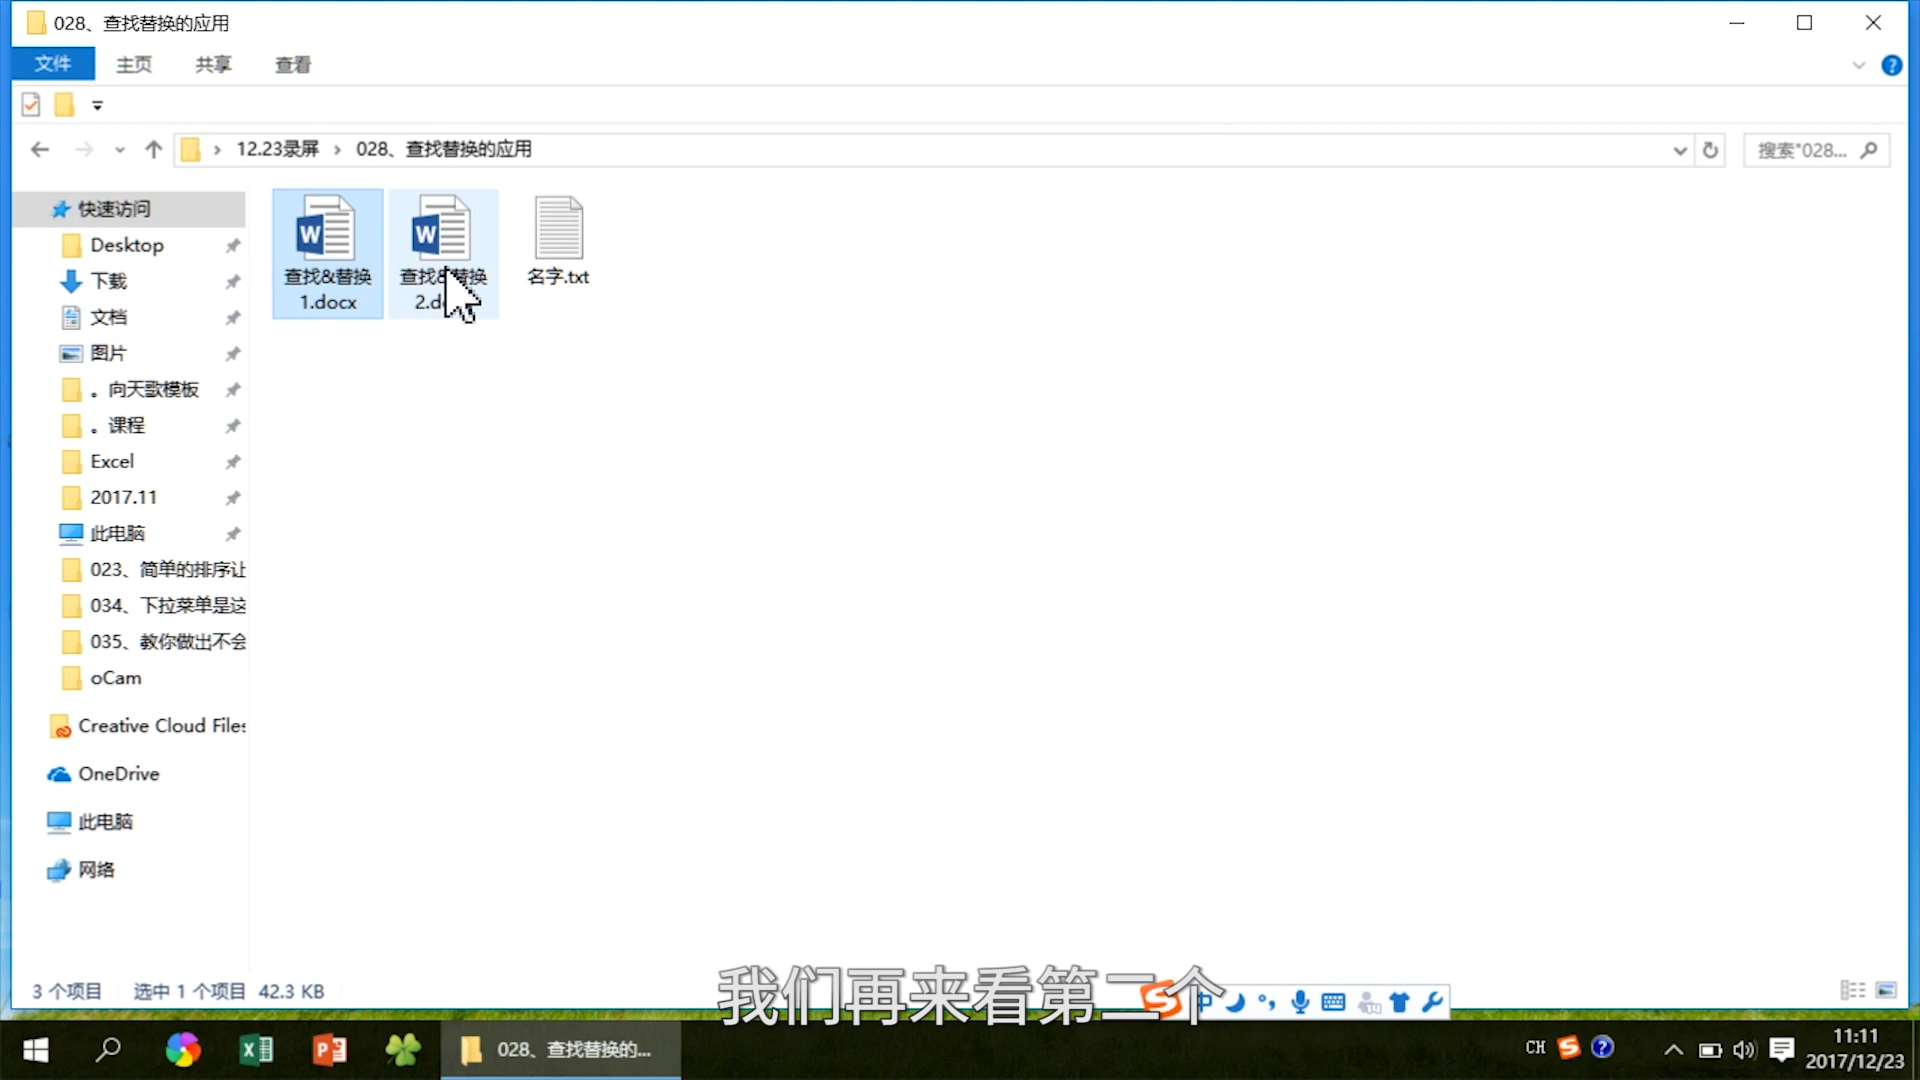 028、查找替换的应用
文件 主页 共享 查看
12.23录屏 › 028、查找替换的应用
搜索"028...
快速访问
Desktop
下载
文档
图片
。向天歌模板
。课程
Excel
2017.11
此电脑
023、简单的排序让
034、下拉菜单是这
035、教你做出不会
oCam
Creative Cloud Files
OneDrive
此电脑
网络
查找&替换
1.docx
查找&替换
2.do
名字.txt
3 个项目 选中 1 个项目 42.3 KB
我们再来看第二个
中
028、查找替换的...
CH
11:11
2017/12/23